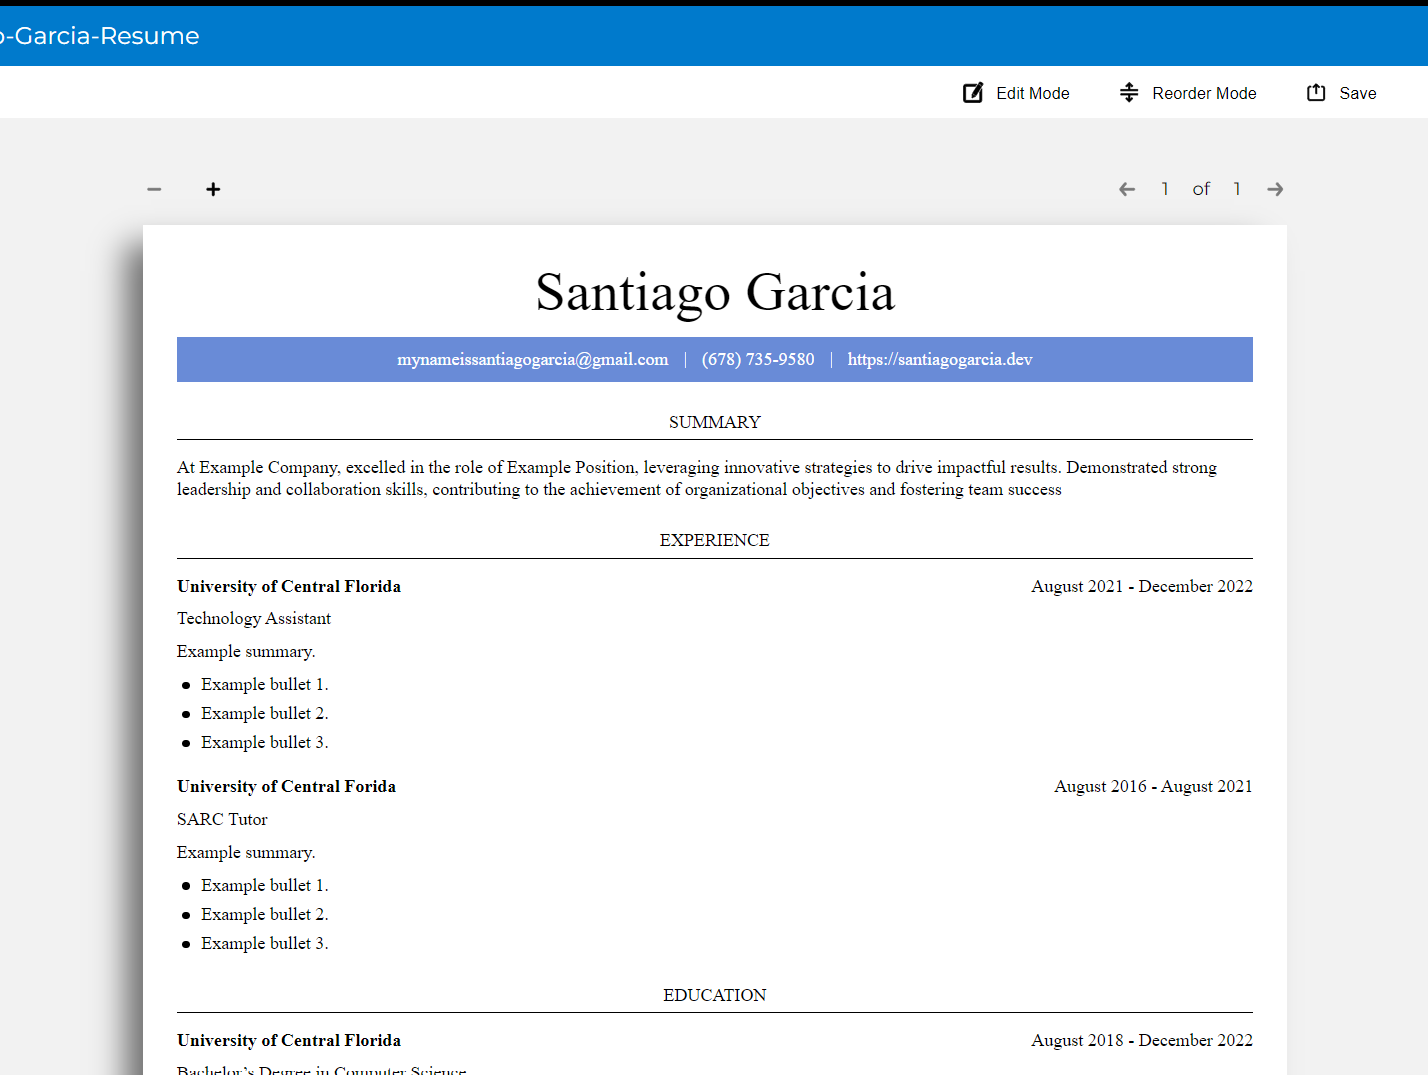 -Garcia-Resume
Edit Mode Reorder Mode Save
1 of 1
Santiago Garcia
mynameissantiagogarcia@gmail.com | (678) 735-9580 | https://santiagogarcia.dev
SUMMARY
At Example Company, excelled in the role of Example Position, leveraging innovative strategies to drive impactful results. Demonstrated strong
leadership and collaboration skills, contributing to the achievement of organizational objectives and fostering team success
EXPERIENCE
University of Central Florida August 2021 - December 2022
Technology Assistant
Example summary.
● Example bullet 1.
● Example bullet 2.
● Example bullet 3.
University of Central Forida August 2016 - August 2021
SARC Tutor
Example summary.
● Example bullet 1.
● Example bullet 2.
● Example bullet 3.
EDUCATION
University of Central Florida August 2018 - December 2022
Bachelor’s Degree in Computer Science